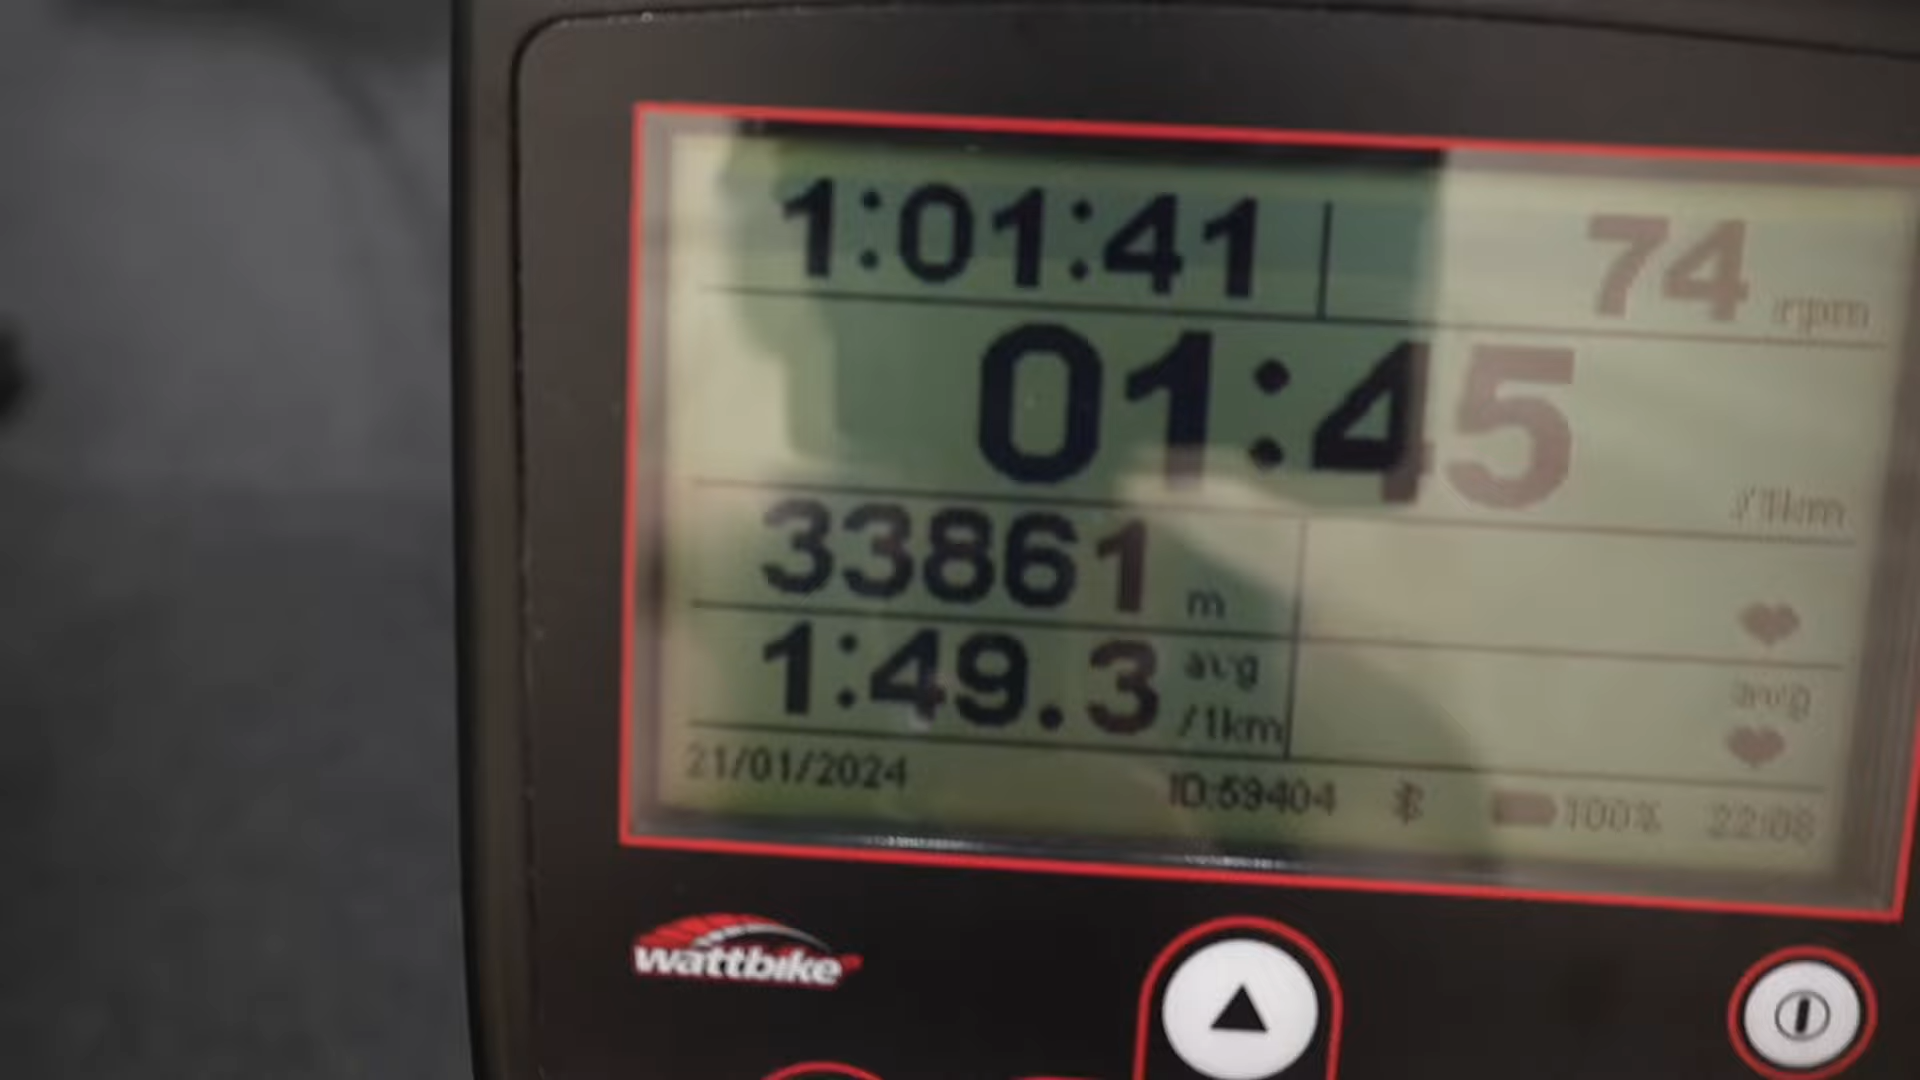 1:01:41 74 rpm
01:45 /1km
33861 m
1:49.3 avg /1km
avg
21/01/2024 ID:59404 100% 22:08
wattbike